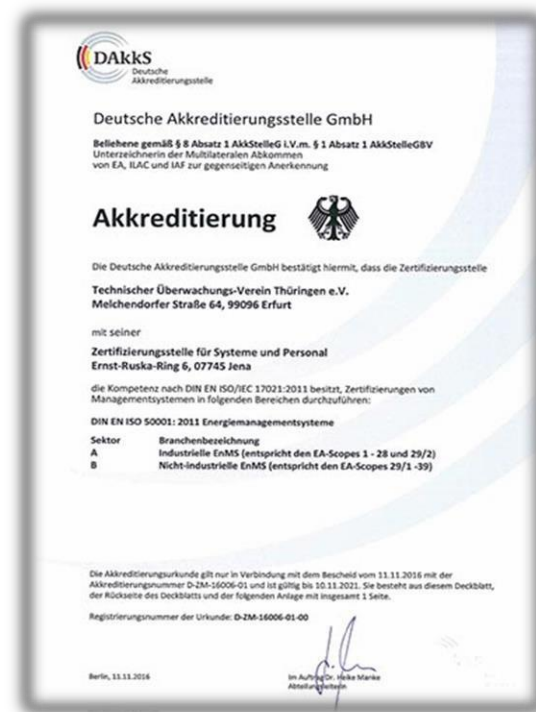 DAkkS
Deutsche
Akkreditierungsstelle
Deutsche Akkreditierungsstelle GmbH
Beliehene gemäß § 8 Absatz 1 AkkStelleG i.V.m. § 1 Absatz 1 AkkStelleGBV
Unterzeichnerin der Multilateralen Abkommen
von EA, ILAC und IAF zur gegenseitigen Anerkennung
Akkreditierung
Die Deutsche Akkreditierungsstelle GmbH bestätigt hiermit, dass die Zertifizierungsstelle
Technischer Überwachungs-Verein Thüringen e.V.
Melchendorfer Straße 64, 99096 Erfurt
mit seiner
Zertifizierungsstelle für Systeme und Personal
Ernst-Ruska-Ring 6, 07745 Jena
die Kompetenz nach DIN EN ISO/IEC 17021:2011 besitzt, Zertifizierungen von
Managementsystemen in folgenden Bereichen durchzuführen:
DIN EN ISO 50001: 2011 Energiemanagementsysteme
Sektor Branchenbezeichnung
A Industrielle EnMS (entspricht den EA-Scopes 1 - 28 und 29/2)
B Nicht-industrielle EnMS (entspricht den EA-Scopes 29/1 -39)
Die Akkreditierungsurkunde gilt nur in Verbindung mit dem Bescheid vom 11.11.2016 mit der
Akkreditierungsnummer D-ZM-16006-01 und ist gültig bis 10.11.2021. Sie besteht aus diesem Deckblatt,
der Rückseite des Deckblatts und der folgenden Anlage mit insgesamt 1 Seite.
Registrierungsnummer der Urkunde: D-ZM-16006-01-00
Berlin, 11.11.2016
Im Auftrag Dr. Heike Manke
Abteilungsleiterin